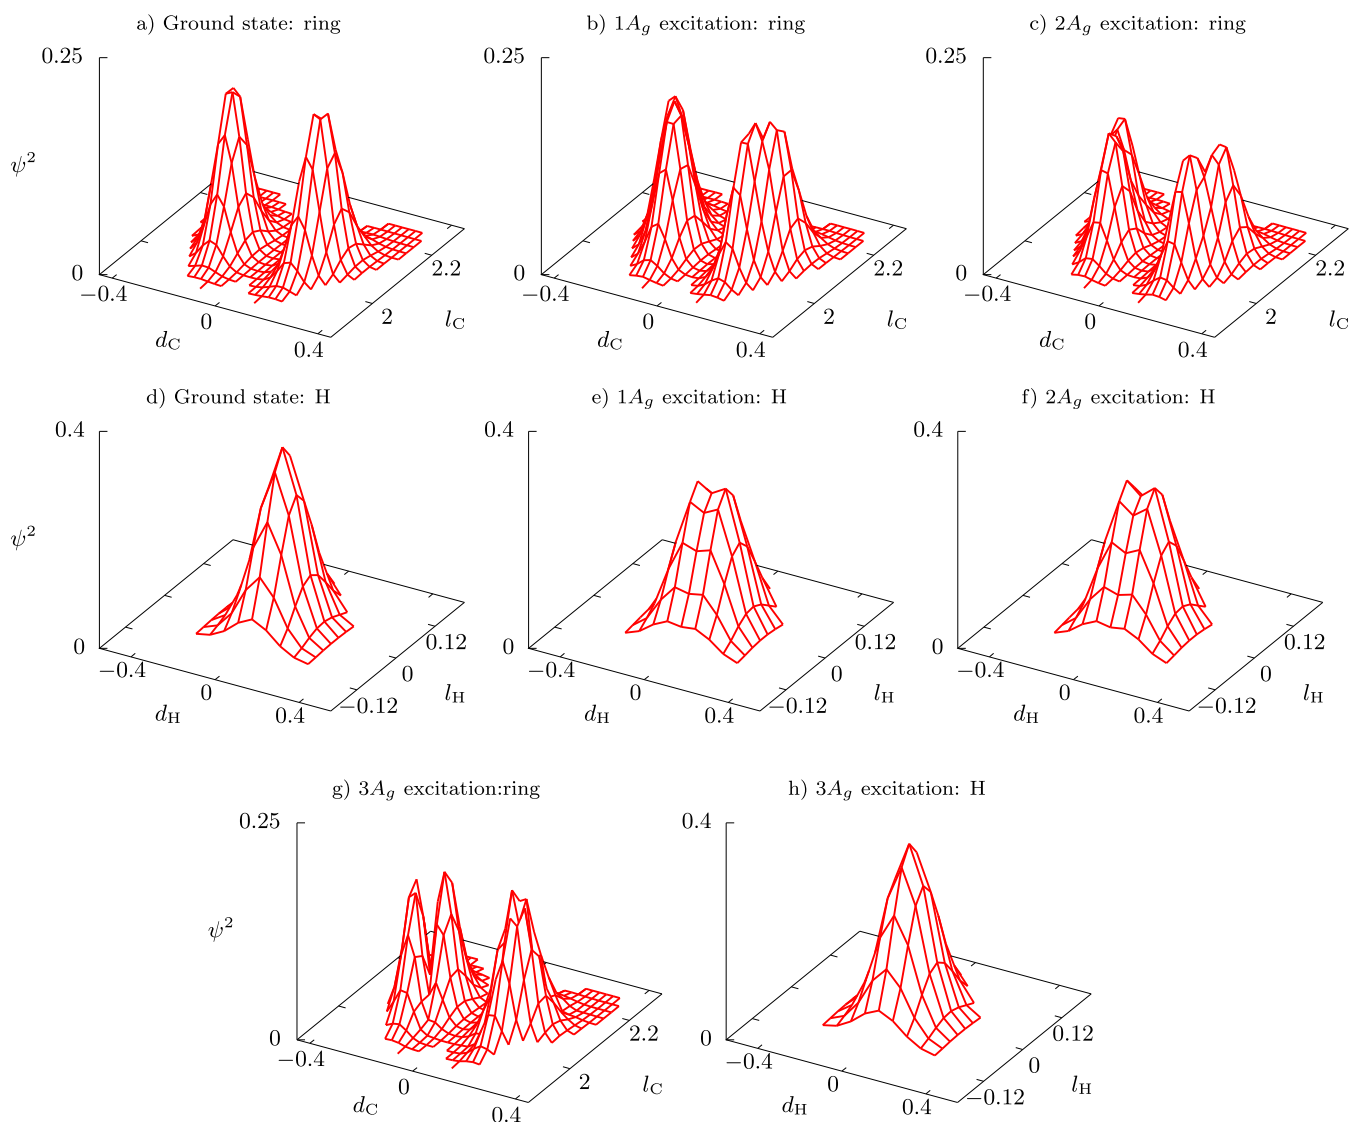 a) Ground state: ring
b) 1A_g excitation: ring
c) 2A_g excitation: ring
0.25
0.25
0.25
ψ²
0
0
0
−0.4
0
0.4
d_C
2
2.2
l_C
−0.4
0
0.4
d_C
2
2.2
l_C
−0.4
0
0.4
d_C
2
2.2
l_C
d) Ground state: H
e) 1A_g excitation: H
f) 2A_g excitation: H
0.4
0.4
0.4
ψ²
0
0
0
−0.4
0
0.4
d_H
−0.12
0
0.12
l_H
−0.4
0
0.4
d_H
−0.12
0
0.12
l_H
−0.4
0
0.4
d_H
−0.12
0
0.12
l_H
g) 3A_g excitation:ring
h) 3A_g excitation: H
0.25
0.4
ψ²
0
0
−0.4
0
0.4
d_C
2
2.2
l_C
−0.4
0
0.4
d_H
−0.12
0
0.12
l_H